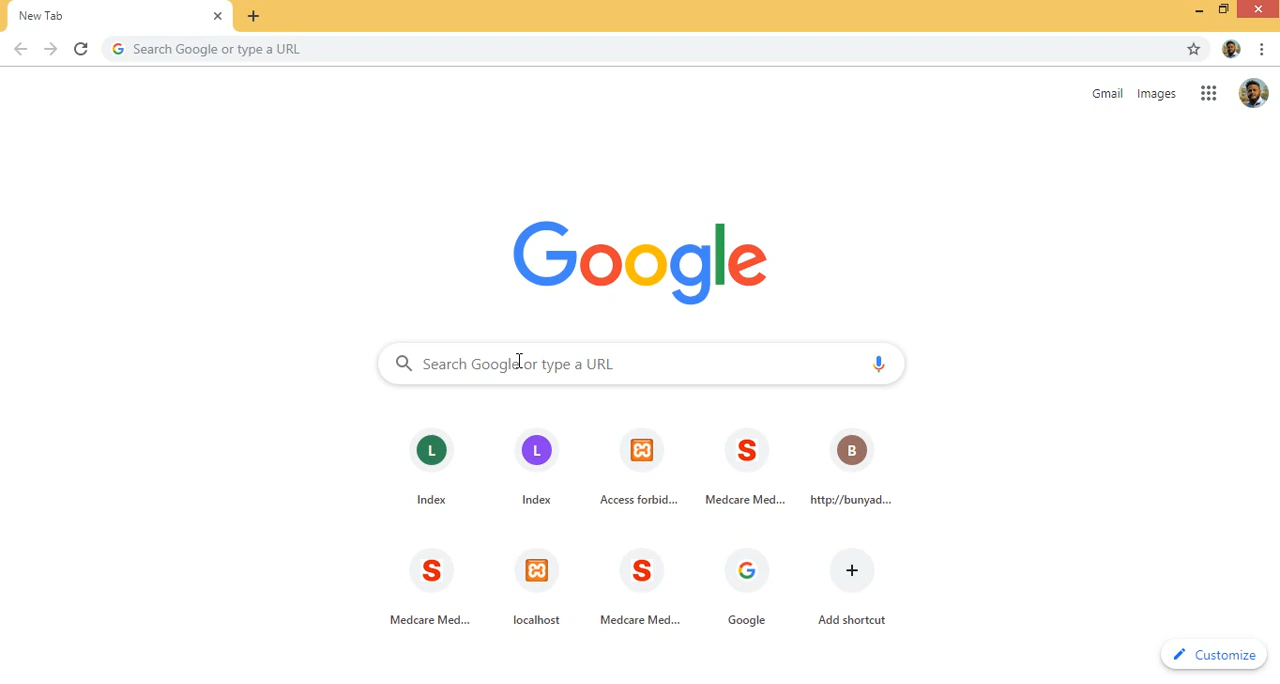 New Tab
Search Google or type a URL
Gmail Images
Google
Search Google or type a URL
L L S B
Index Index Access forbid... Medcare Med... http://bunyad...
S S G
Medcare Med... localhost Medcare Med... Google Add shortcut
Customize